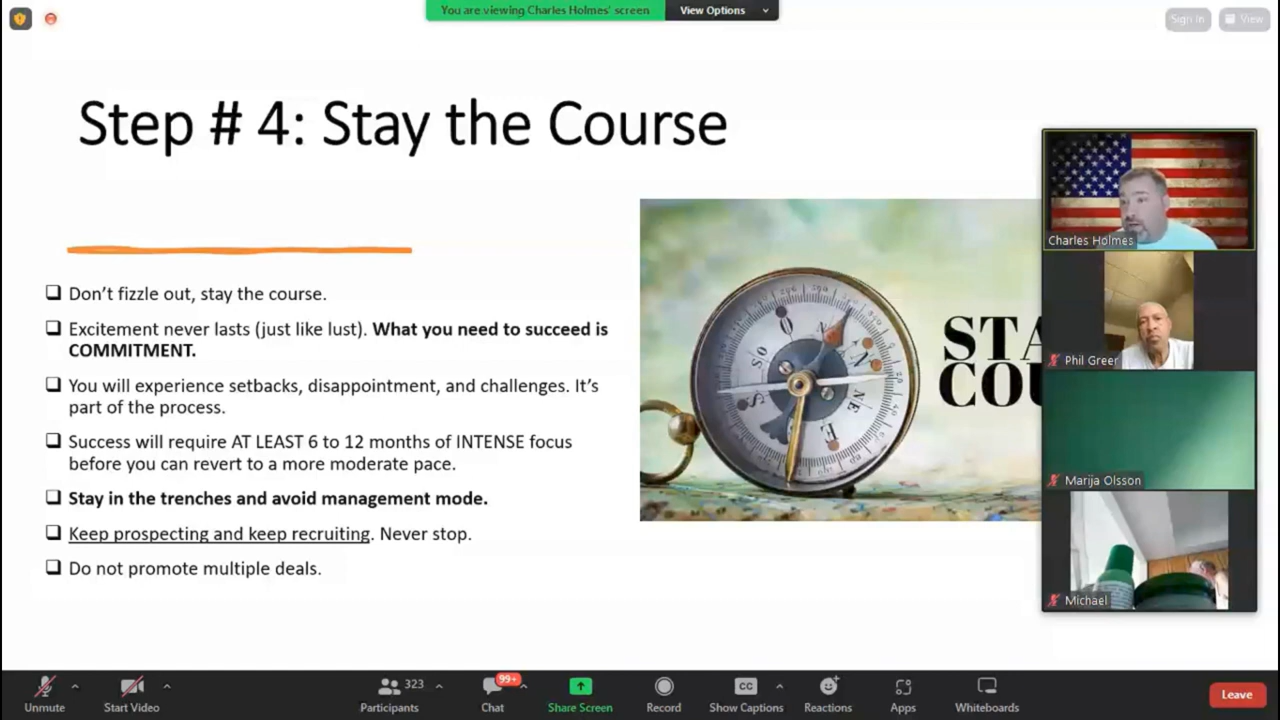 You are viewing Charles Holmes' screen
View Options
Sign In
View
Step # 4: Stay the Course
Don't fizzle out, stay the course.
Excitement never lasts (just like lust). What you need to succeed is
COMMITMENT.
You will experience setbacks, disappointment, and challenges. It's
part of the process.
Success will require AT LEAST 6 to 12 months of INTENSE focus
before you can revert to a more moderate pace.
Stay in the trenches and avoid management mode.
Keep prospecting and keep recruiting. Never stop.
Do not promote multiple deals.
N
NE
E
SO
O
S
STA
COU
Charles Holmes
Phil Greer
Marija Olsson
Michael
Unmute
Start Video
323
Participants
99+
Chat
Share Screen
Record
CC
Show Captions
Reactions
Apps
Whiteboards
Leave